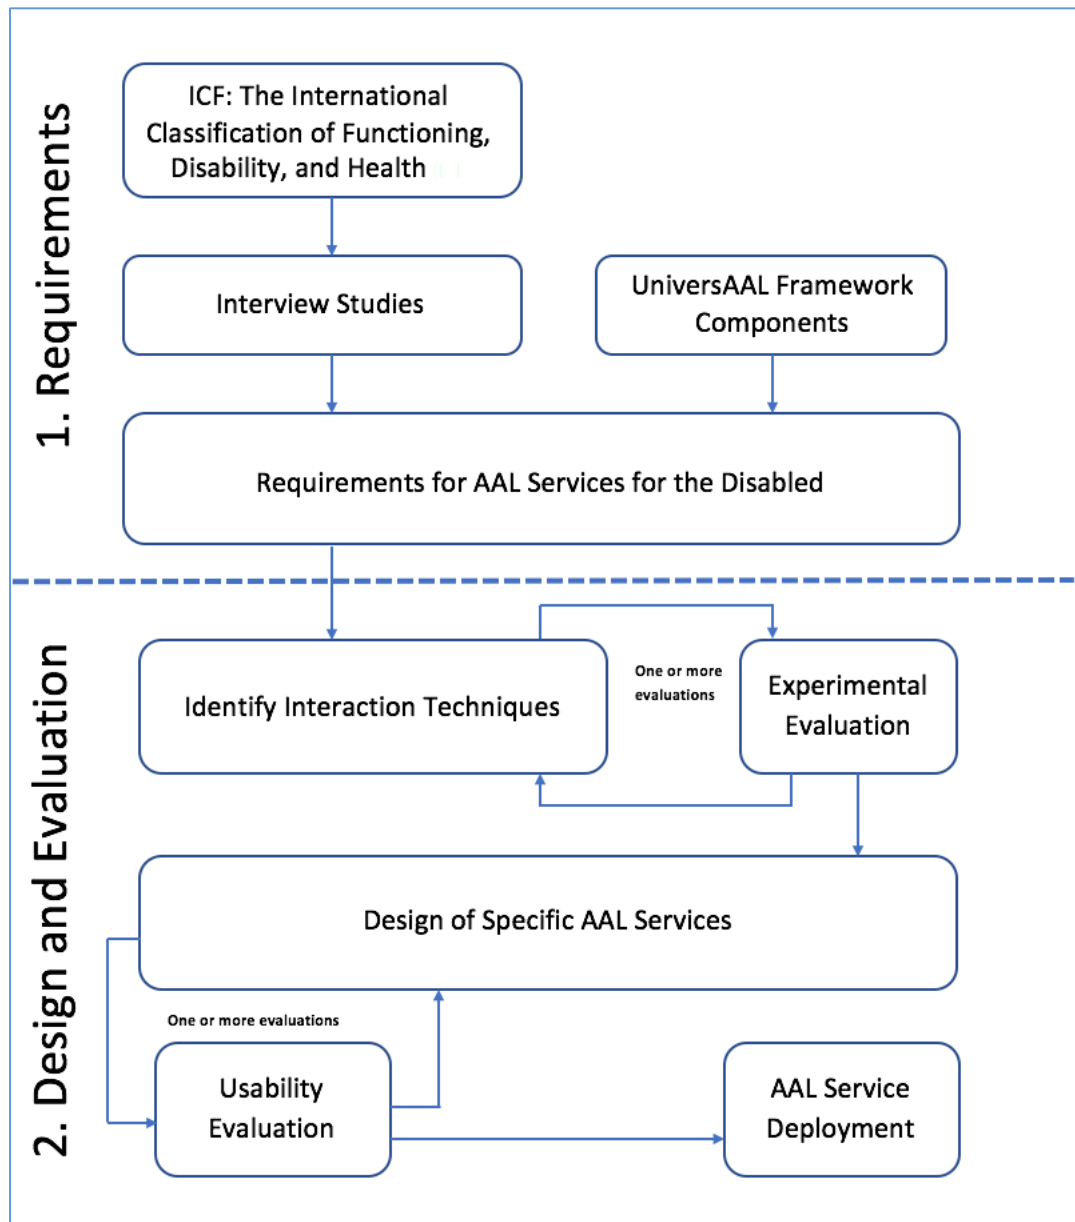 1. Requirements
ICF: The International
Classification of Functioning,
Disability, and Health
Interview Studies
UniversAAL Framework
Components
Requirements for AAL Services for the Disabled
2. Design and Evaluation
Identify Interaction Techniques
One or more
evaluations
Experimental
Evaluation
Design of Specific AAL Services
One or more evaluations
Usability
Evaluation
AAL Service
Deployment